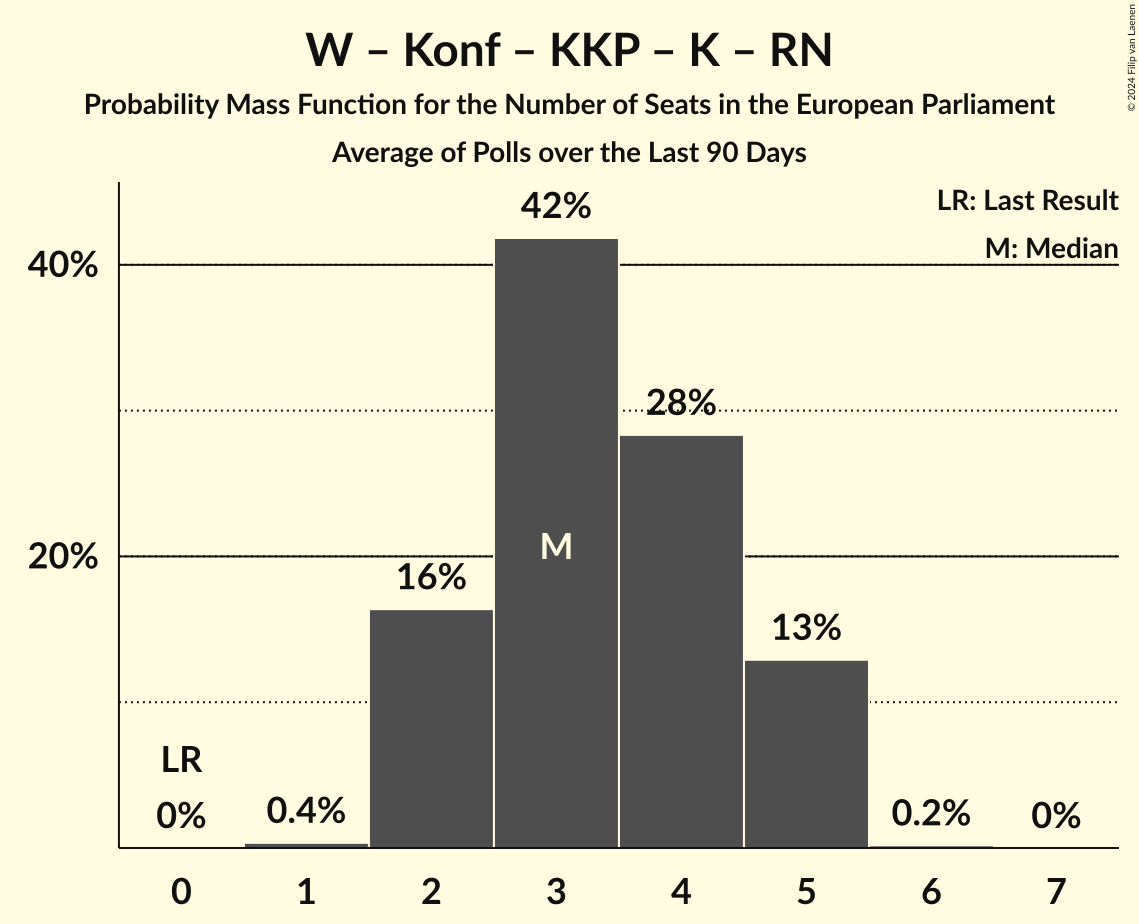 W – Konf – KKP – K – RN
Probability Mass Function for the Number of Seats in the European Parliament
Average of Polls over the Last 90 Days
© 2024 Filip van Laenen
LR: Last Result
M: Median
42%
40%
28%
M
20%
16%
13%
LR
0%
0.4%
0.2%
0%
0 1 2 3 4 5 6 7